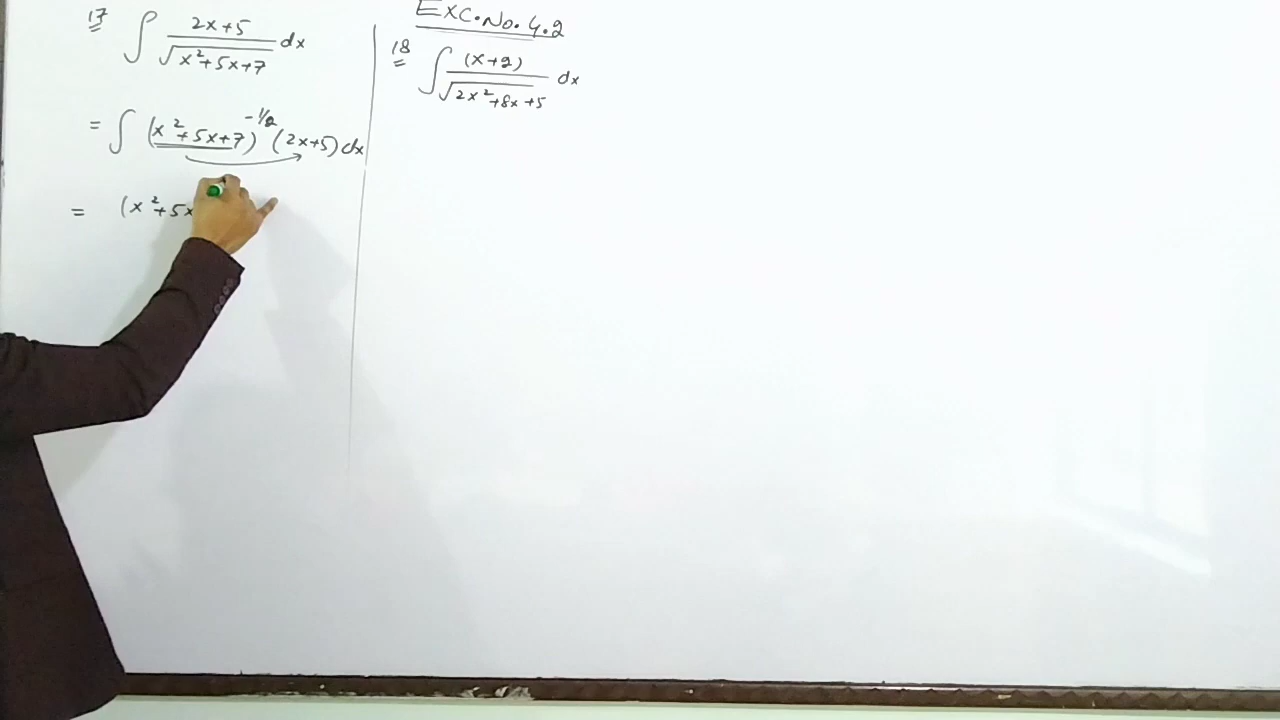 Exc.No.4.2
17 ∫ 2x+5 / √x²+5x+7 dx
= ∫ (x²+5x+7)^-1/2 (2x+5) dx
= (x²+5x
18 ∫ (x+2) / √2x²+8x+5 dx